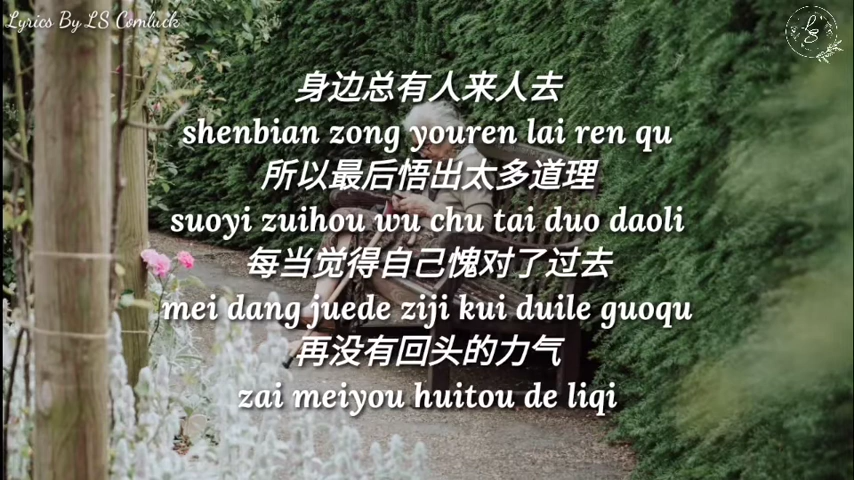 Lyrics By LS Comluck
LS
身边总有人来人去
shenbian zong youren lai ren qu
所以最后悟出太多道理
suoyi zuihou wu chu tai duo daoli
每当觉得自己愧对了过去
mei dang juede ziji kui duile guoqu
再没有回头的力气
zai meiyou huitou de liqi